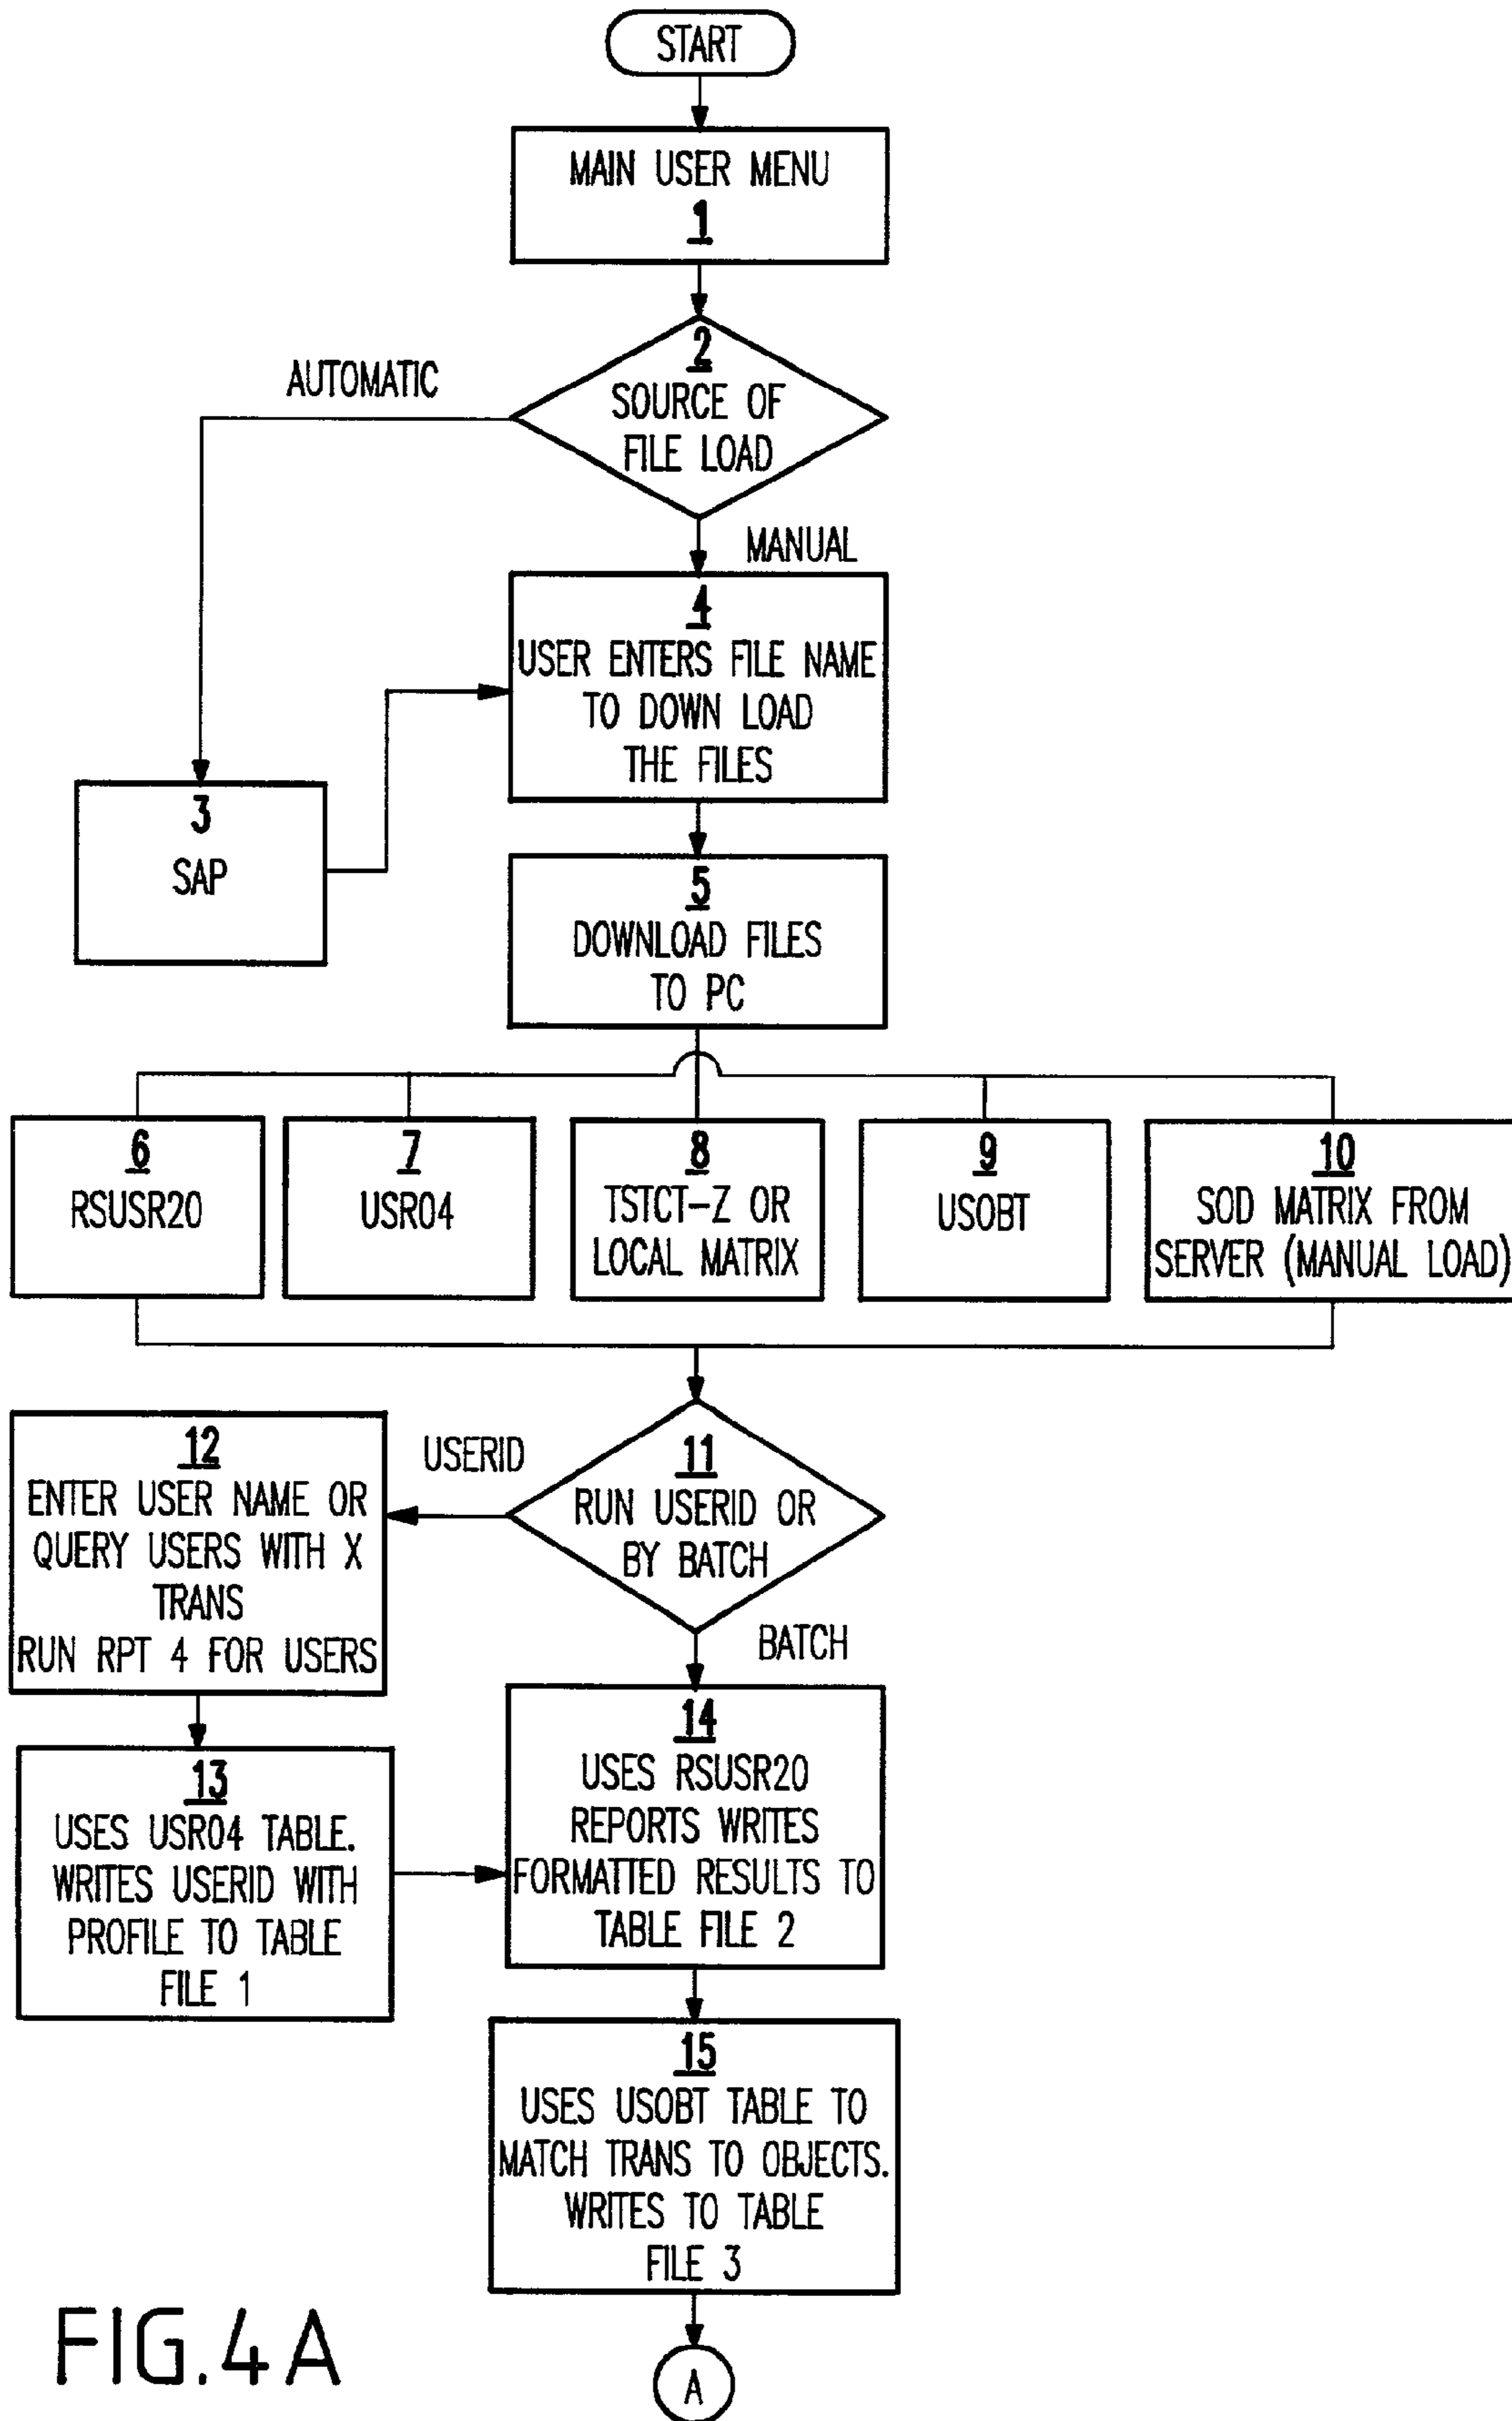 START
MAIN USER MENU
1
2
SOURCE OF
FILE LOAD
AUTOMATIC
MANUAL
3
SAP
4
USER ENTERS FILE NAME
TO DOWN LOAD
THE FILES
5
DOWNLOAD FILES
TO PC
6
RSUSR20
7
USR04
8
TSTCT-Z OR
LOCAL MATRIX
9
USOBT
10
SOD MATRIX FROM
SERVER (MANUAL LOAD)
11
RUN USERID OR
BY BATCH
USERID
BATCH
12
ENTER USER NAME OR
QUERY USERS WITH X
TRANS
RUN RPT 4 FOR USERS
13
USES USR04 TABLE.
WRITES USERID WITH
PROFILE TO TABLE
FILE 1
14
USES RSUSR20
REPORTS WRITES
FORMATTED RESULTS TO
TABLE FILE 2
15
USES USOBT TABLE TO
MATCH TRANS TO OBJECTS.
WRITES TO TABLE
FILE 3
A
FIG.4A